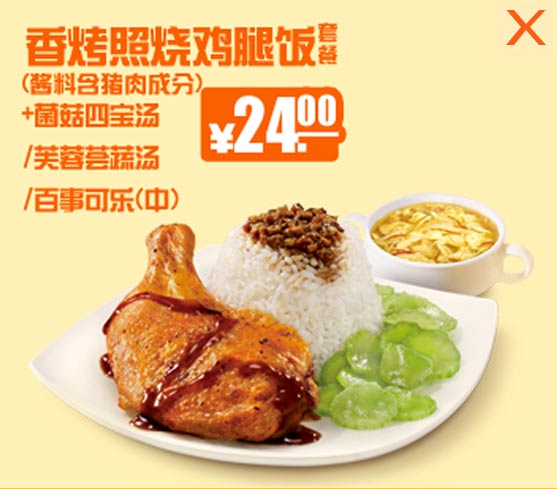 香烤照烧鸡腿饭套餐
(酱料含猪肉成分)
+菌菇四宝汤
/芙蓉荟蔬汤
/百事可乐(中)
¥24.00
X